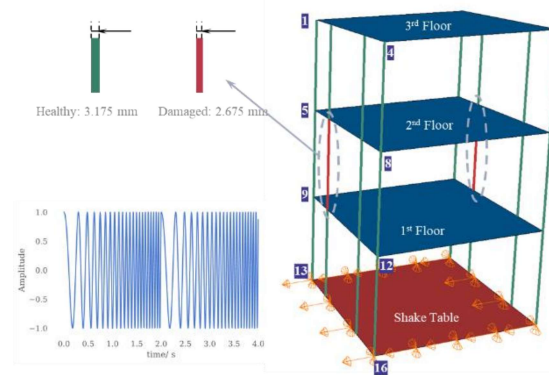 Healthy: 3.175 mm
Damaged: 2.675 mm
1.0
0.5
0.0
−0.5
−1.0
Amplitude
0.0 0.5 1.0 1.5 2.0 2.5 3.0 3.5 4.0
time/ s
1
3rd Floor
4
5
2nd Floor
8
9
1st Floor
12
13
Shake Table
16